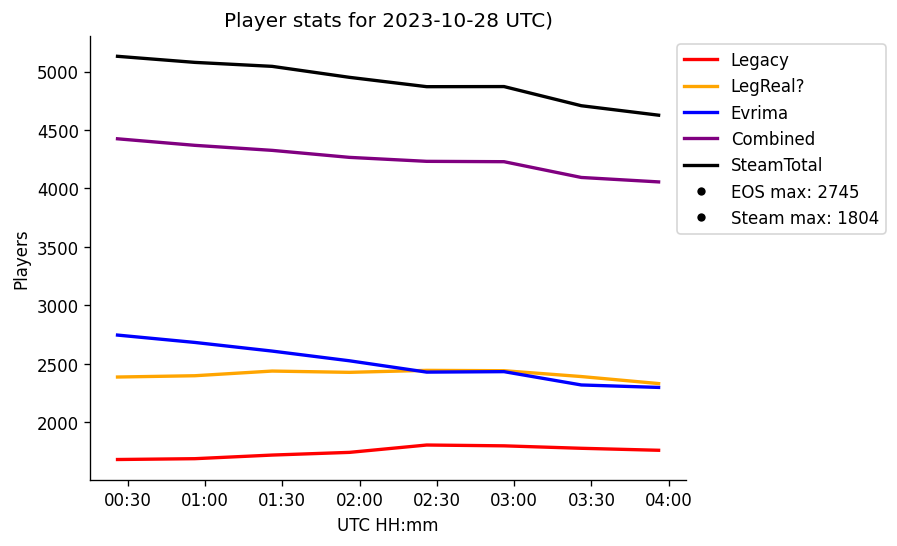 Player stats for 2023-10-28 UTC)
Legacy
LegReal?
Evrima
Combined
SteamTotal
EOS max: 2745
Steam max: 1804
Players
5000
4500
4000
3500
3000
2500
2000
00:30 01:00 01:30 02:00 02:30 03:00 03:30 04:00
UTC HH:mm